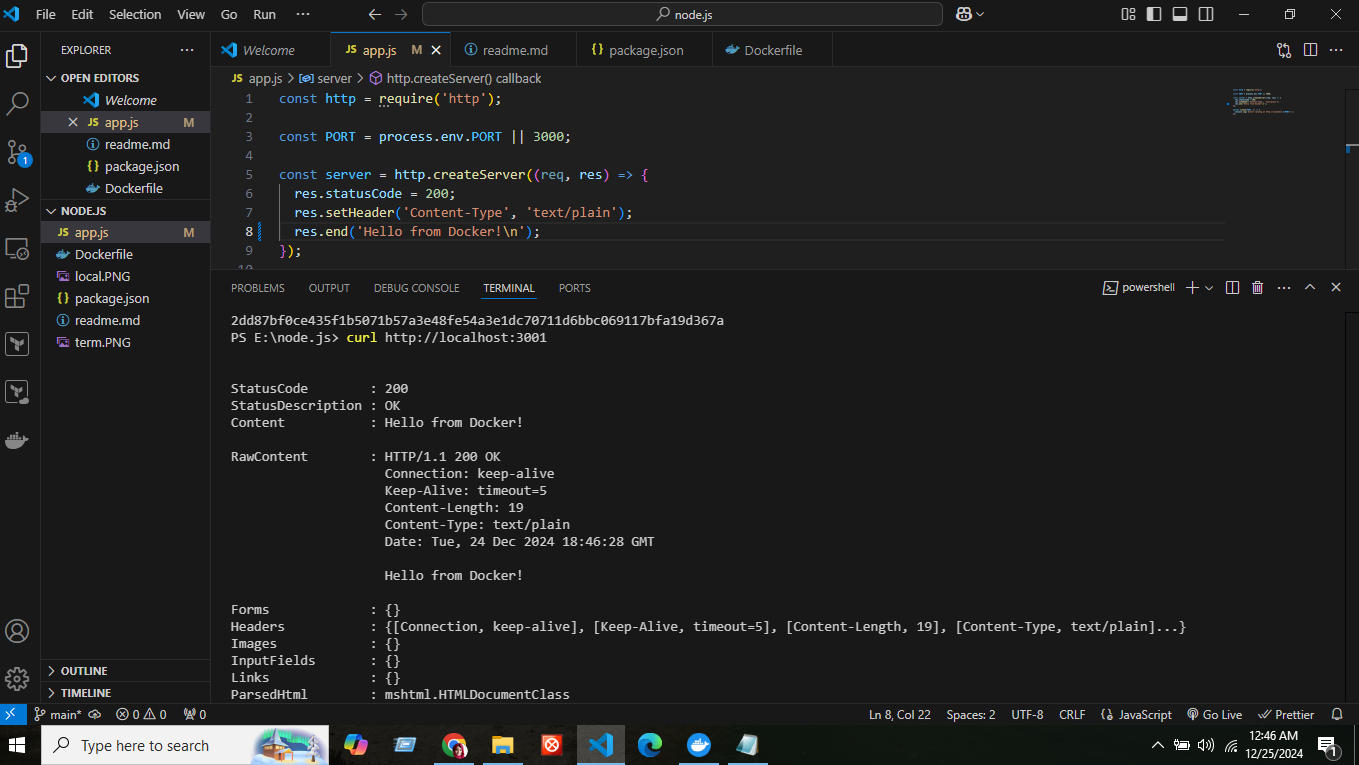 File Edit Selection View Go Run ··· node.js
EXPLORER ···
OPEN EDITORS
Welcome
app.js M
readme.md
package.json
Dockerfile
NODE.JS
app.js M
Dockerfile
local.PNG
package.json
readme.md
term.PNG
OUTLINE
TIMELINE
Welcome JS app.js M readme.md {} package.json Dockerfile
JS app.js > server > http.createServer() callback
1 const http = require('http');
2
3 const PORT = process.env.PORT || 3000;
4
5 const server = http.createServer((req, res) => {
6 res.statusCode = 200;
7 res.setHeader('Content-Type', 'text/plain');
8 res.end('Hello from Docker!\n');
9 });
10
PROBLEMS OUTPUT DEBUG CONSOLE TERMINAL PORTS powershell
2dd87bf0ce435f1b5071b57a3e48fe54a3e1dc70711d6bbc069117bfa19d367a
PS E:\node.js> curl http://localhost:3001
StatusCode : 200
StatusDescription : OK
Content : Hello from Docker!
RawContent : HTTP/1.1 200 OK
Connection: keep-alive
Keep-Alive: timeout=5
Content-Length: 19
Content-Type: text/plain
Date: Tue, 24 Dec 2024 18:46:28 GMT
Hello from Docker!
Forms : {}
Headers : {[Connection, keep-alive], [Keep-Alive, timeout=5], [Content-Length, 19], [Content-Type, text/plain]...}
Images : {}
InputFields : {}
Links : {}
ParsedHtml : mshtml.HTMLDocumentClass
main* 0 0 0 Ln 8, Col 22 Spaces: 2 UTF-8 CRLF {} JavaScript Go Live Prettier
Type here to search
12:46 AM
12/25/2024
1